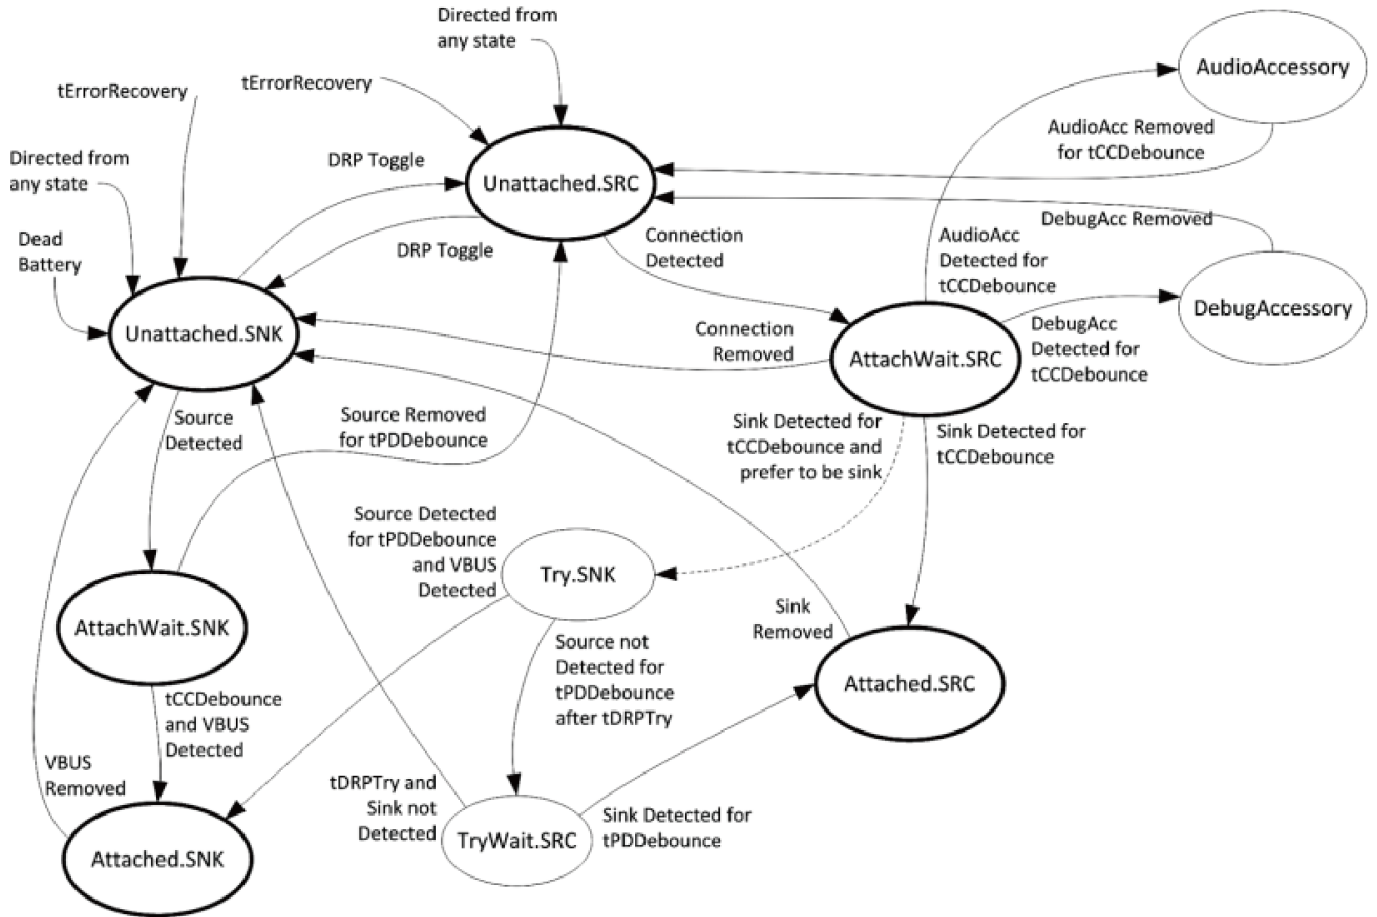 Directed from
any state
tErrorRecovery
tErrorRecovery
Directed from
any state
Dead
Battery
DRP Toggle
DRP Toggle
Unattached.SRC
Unattached.SNK
AudioAccessory
AudioAcc Removed
for tCCDebounce
DebugAcc Removed
DebugAccessory
Connection
Detected
AudioAcc
Detected for
tCCDebounce
DebugAcc
Detected for
tCCDebounce
Connection
Removed
AttachWait.SRC
Source
Detected
Source Removed
for tPDDebounce
Sink Detected for
tCCDebounce and
prefer to be sink
Sink Detected for
tCCDebounce
Source Detected
for tPDDebounce
and VBUS
Detected
Try.SNK
AttachWait.SNK
Sink
Removed
Source not
Detected for
tPDDebounce
after tDRPTry
Attached.SRC
tCCDebounce
and VBUS
Detected
VBUS
Removed
tDRPTry and
Sink not
Detected
TryWait.SRC
Sink Detected for
tPDDebounce
Attached.SNK